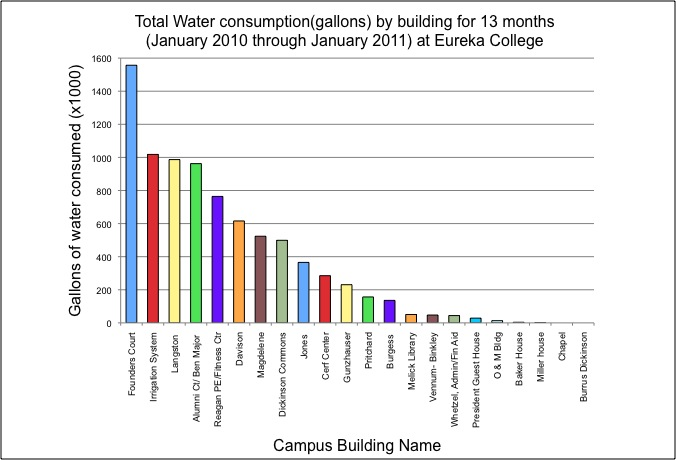 Total Water consumption(gallons) by building for 13 months
(January 2010 through January 2011) at Eureka College
Gallons of water consumed (x1000)
1600
1400
1200
1000
800
600
400
200
0
Founders Court
Irrigation System
Langston
Alumni Ct/ Ben Major
Reagan PE/Fitness Ctr
Davison
Magdelene
Dickinson Commons
Jones
Cerf Center
Gunzhauser
Pritchard
Burgess
Melick Library
Vennum- Binkley
Whetzel, Admin/Fin Aid
President Guest House
O & M Bldg
Baker House
Miller house
Chapel
Burrus Dickinson
Campus Building Name